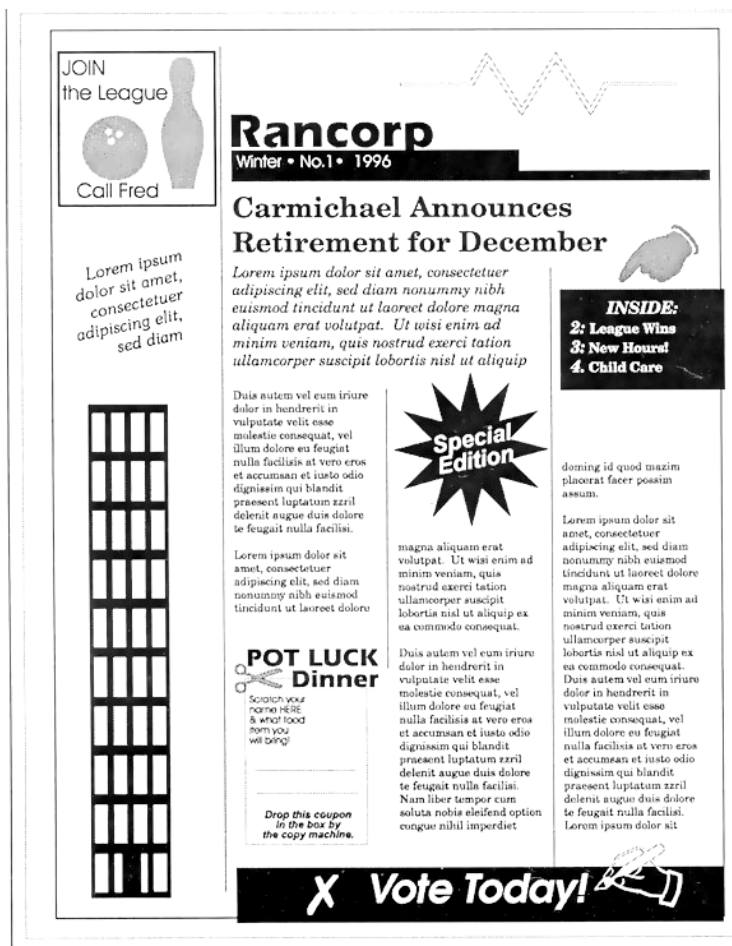 JOIN
the League
Call Fred
Lorem ipsum
dolor sit amet,
consectetuer
adipiscing elit,
sed diam
Rancorp
Winter • No.1 • 1996
Carmichael Announces
Retirement for December
Lorem ipsum dolor sit amet, consectetuer
adipiscing elit, sed diam nonummy nibh
euismod tincidunt ut laoreet dolore magna
aliquam erat volutpat. Ut wisi enim ad
minim veniam, quis nostrud exerci tation
ullamcorper suscipit lobortis nisl ut aliquip
INSIDE:
2: League Wins
3: New Hours!
4. Child Care
Duis autem vel eum iriure
dolor in hendrerit in
vulputate velit esse
molestie consequat, vel
illum dolore eu feugiat
nulla facilisis at vero eros
et accumsan et iusto odio
dignissim qui blandit
praesent luptatum zzril
delenit augue duis dolore
te feugait nulla facilisi.
Lorem ipsum dolor sit
amet, consectetuer
adipiscing elit, sed diam
nonummy nibh euismod
tincidunt ut laoreet dolore
POT LUCK
Dinner
Scratch your
name HERE
& what food
item you
will bring!
Drop this coupon
in the box by
the copy machine.
Special
Edition
magna aliquam erat
volutpat. Ut wisi enim ad
minim veniam, quis
nostrud exerci tation
ullamcorper suscipit
lobortis nisl ut aliquip ex
ea commodo consequat.
Duis autem vel eum iriure
dolor in hendrerit in
vulputate velit esse
molestie consequat, vel
illum dolore eu feugiat
nulla facilisis at vero eros
et accumsan et iusto odio
dignissim qui blandit
praesent luptatum zzril
delenit augue duis dolore
te feugait nulla facilisi.
Nam liber tempor cum
soluta nobis eleifend option
congue nihil imperdiet
doming id quod mazim
placerat facer possim
assum.
Lorem ipsum dolor sit
amet, consectetuer
adipiscing elit, sed diam
nonummy nibh euismod
tincidunt ut laoreet dolore
magna aliquam erat
volutpat. Ut wisi enim ad
minim veniam, quis
nostrud exerci tation
ullamcorper suscipit
lobortis nisl ut aliquip ex
ea commodo consequat.
Duis autem vel eum iriure
dolor in hendrerit in
vulputate velit esse
molestie consequat, vel
illum dolore eu feugiat
nulla facilisis at vero eros
et accumsan et iusto odio
dignissim qui blandit
praesent luptatum zzril
delenit augue duis dolore
te feugait nulla facilisi.
Lorem ipsum dolor sit
X Vote Today!